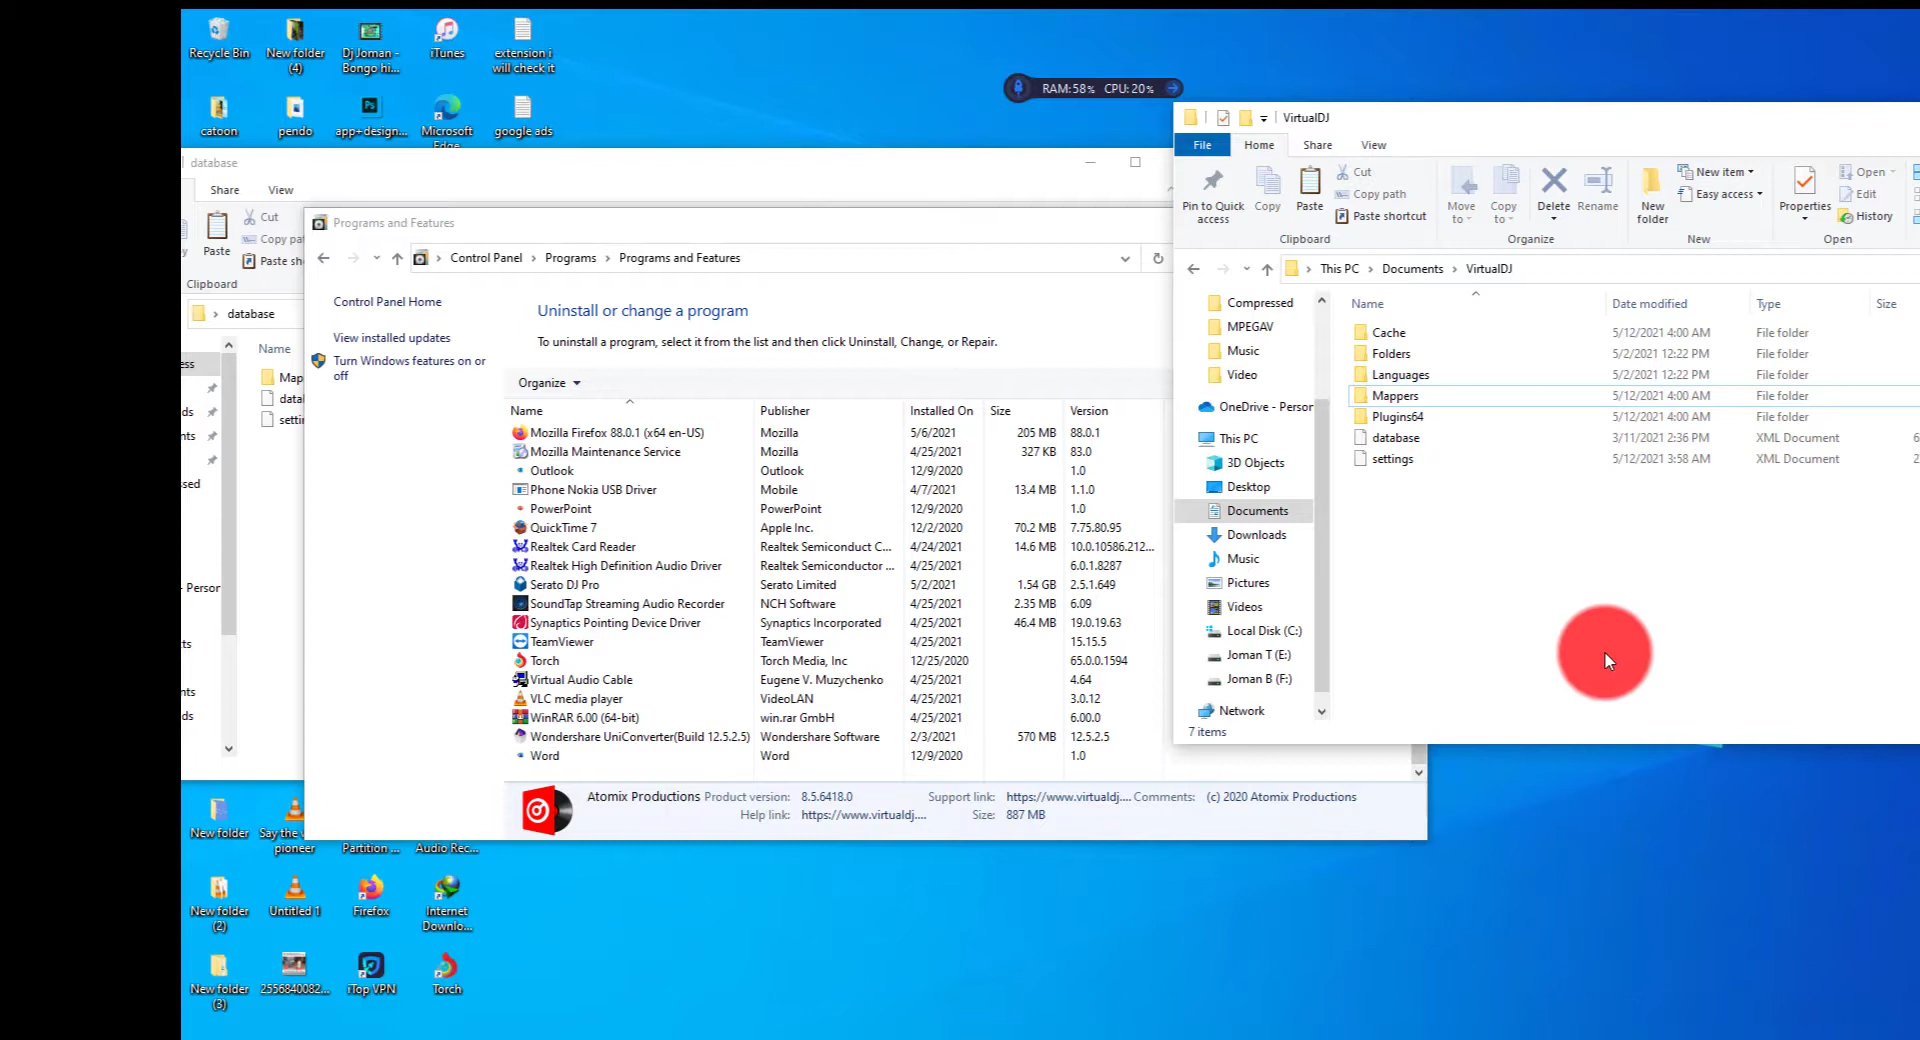 Recycle Bin
New folder
(4)
Dj Joman -
Bongo hi...
iTunes
extension i
will check it
catoon
pendo
app+design...
Microsoft
Edge
google ads
RAM:58% CPU:20%
database
Share View
Paste
Cut
Copy pat
Paste sh
Clipboard
database
Name
Map
data
settin
ess
ds
nts
sed
- Person
ts
nts
ds
Programs and Features
Control Panel Programs Programs and Features
Control Panel Home
View installed updates
Turn Windows features on or
off
Uninstall or change a program
To uninstall a program, select it from the list and then click Uninstall, Change, or Repair.
Organize
Name Publisher Installed On Size Version
Mozilla Firefox 88.0.1 (x64 en-US) Mozilla 5/6/2021 205 MB 88.0.1
Mozilla Maintenance Service Mozilla 4/25/2021 327 KB 83.0
Outlook Outlook 12/9/2020 1.0
Phone Nokia USB Driver Mobile 4/7/2021 13.4 MB 1.1.0
PowerPoint PowerPoint 12/9/2020 1.0
QuickTime 7 Apple Inc. 12/2/2020 70.2 MB 7.75.80.95
Realtek Card Reader Realtek Semiconduct C... 4/24/2021 14.6 MB 10.0.10586.212...
Realtek High Definition Audio Driver Realtek Semiconductor ... 4/25/2021 6.0.1.8287
Serato DJ Pro Serato Limited 5/2/2021 1.54 GB 2.5.1.649
SoundTap Streaming Audio Recorder NCH Software 4/25/2021 2.35 MB 6.09
Synaptics Pointing Device Driver Synaptics Incorporated 4/25/2021 46.4 MB 19.0.19.63
TeamViewer TeamViewer 4/25/2021 15.15.5
Torch Torch Media, Inc 12/25/2020 65.0.0.1594
Virtual Audio Cable Eugene V. Muzychenko 4/25/2021 4.64
VLC media player VideoLAN 4/25/2021 3.0.12
WinRAR 6.00 (64-bit) win.rar GmbH 4/25/2021 6.00.0
Wondershare UniConverter(Build 12.5.2.5) Wondershare Software 2/3/2021 570 MB 12.5.2.5
Word Word 12/9/2020 1.0
Atomix Productions Product version: 8.5.6418.0 Support link: https://www.virtualdj.... Comments: (c) 2020 Atomix Productions
Help link: https://www.virtualdj.... Size: 887 MB
VirtualDJ
File Home Share View
Pin to Quick
access
Copy
Paste
Cut
Copy path
Paste shortcut
Clipboard
Move
to
Copy
to
Delete
Rename
Organize
New
folder
New item
Easy access
New
Properties
Open
Edit
History
Open
This PC Documents VirtualDJ
Compressed
MPEGAV
Music
Video
OneDrive - Person
This PC
3D Objects
Desktop
Documents
Downloads
Music
Pictures
Videos
Local Disk (C:)
Joman T (E:)
Joman B (F:)
Network
Name Date modified Type Size
Cache 5/12/2021 4:00 AM File folder
Folders 5/2/2021 12:22 PM File folder
Languages 5/2/2021 12:22 PM File folder
Mappers 5/12/2021 4:00 AM File folder
Plugins64 5/12/2021 4:00 AM File folder
database 3/11/2021 2:36 PM XML Document 6
settings 5/12/2021 3:58 AM XML Document 2
7 items
New folder
Say the w
pioneer
Partition ...
Audio Rec...
New folder
(2)
Untitled 1
Firefox
Internet
Downlo...
New folder
(3)
2556840082...
iTop VPN
Torch